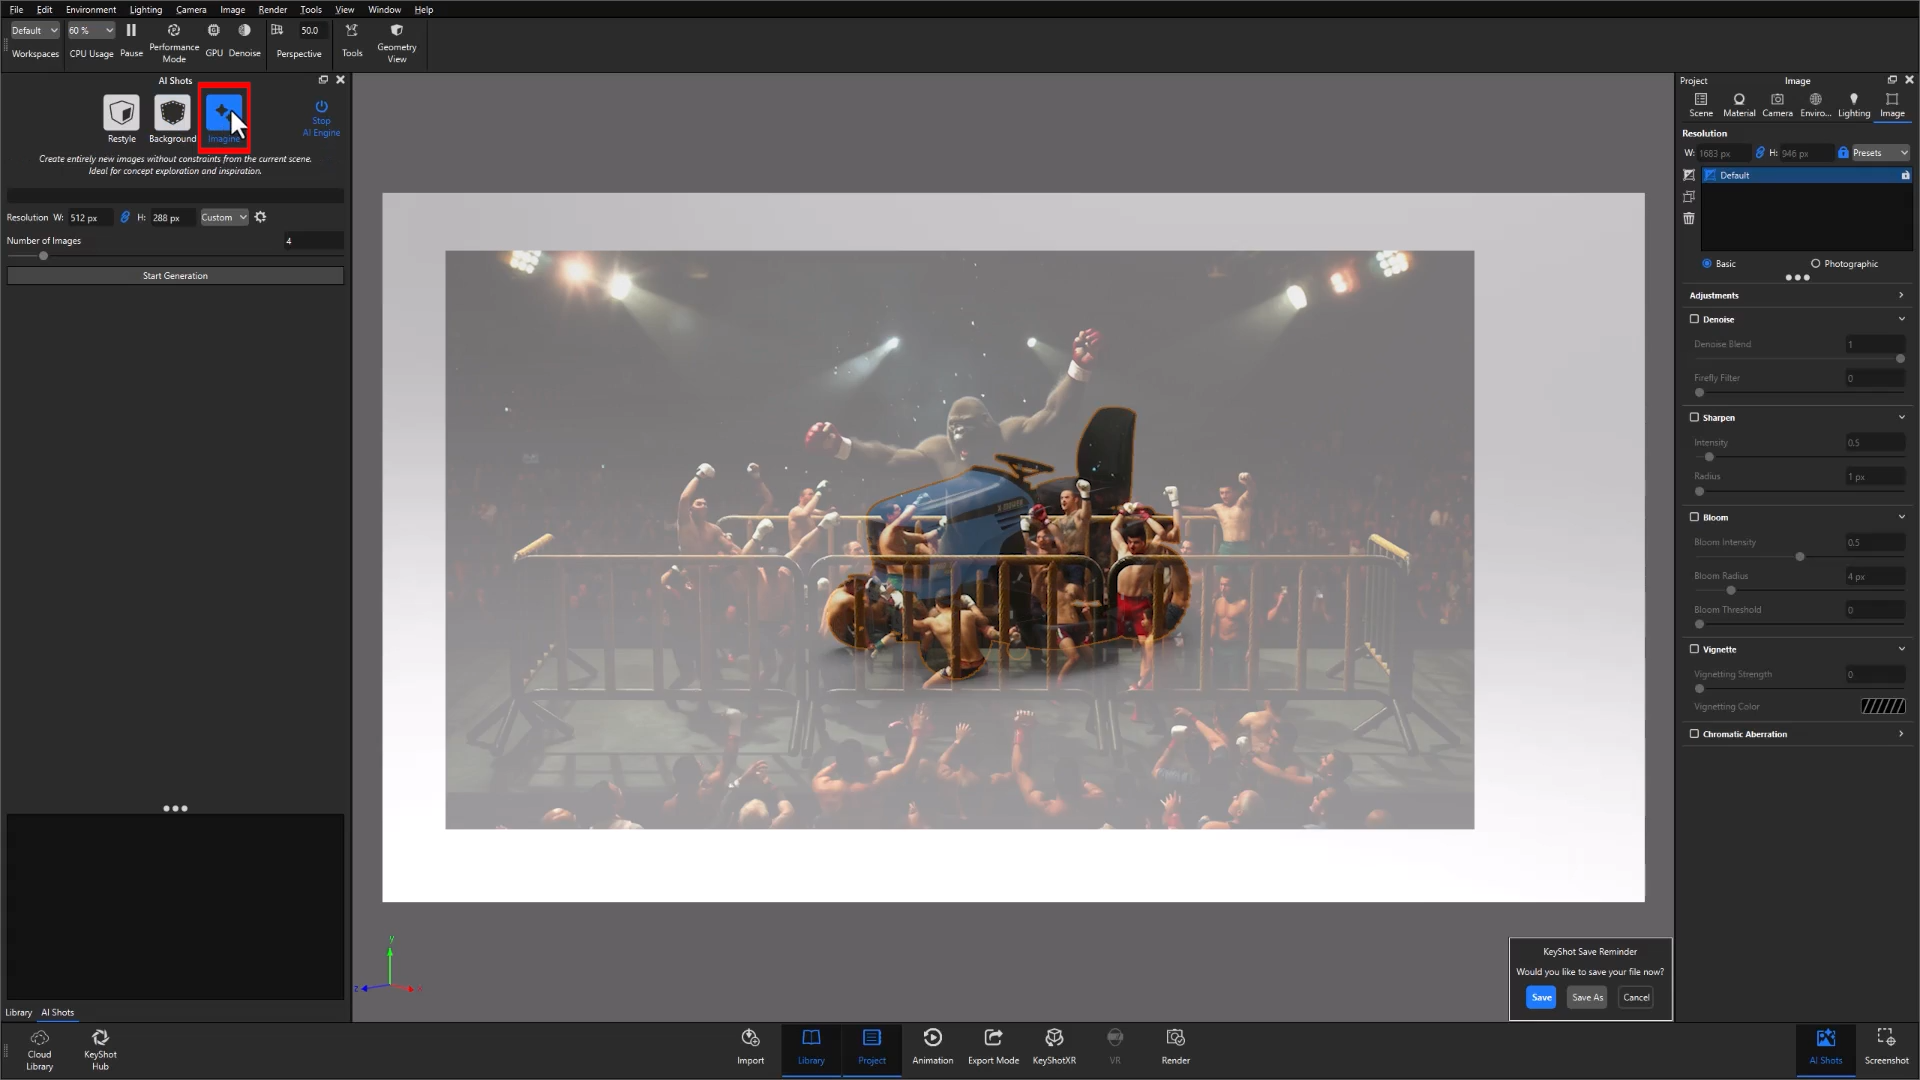 File Edit Environment Lighting Camera Image Render Tools View Window Help
Default 60 % 50.0
Workspaces CPU Usage Pause Performance Mode GPU Denoise Perspective Tools Geometry View
AI Shots
Restyle Background Imagine Stop AI Engine
Create entirely new images without constraints from the current scene.
Ideal for concept exploration and inspiration.
Resolution W: 512 px H: 288 px Custom
Number of Images 4
Start Generation
Library AI Shots
Cloud Library KeyShot Hub
y
z x
Import Library Project Animation Export Mode KeyShotXR VR Render
AI Shots Screenshot
KeyShot Save Reminder
Would you like to save your file now?
Save Save As Cancel
Project Image
Scene Material Camera Enviro... Lighting Image
Resolution
W: 1683 px H: 946 px Presets
Default
Basic Photographic
Adjustments
Denoise
Denoise Blend 1
Firefly Filter 0
Sharpen
Intensity 0.5
Radius 1 px
Bloom
Bloom Intensity 0.5
Bloom Radius 4 px
Bloom Threshold 0
Vignette
Vignetting Strength 0
Vignetting Color
Chromatic Aberration